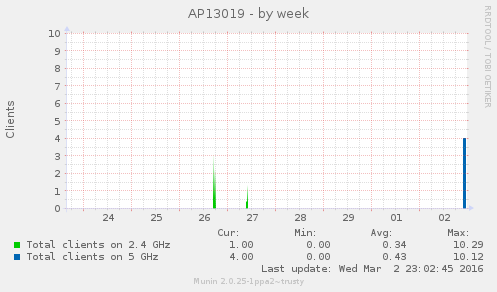 AP13019 - by week
RRDTOOL / TOBI OETIKER
Clients
10
9
8
7
6
5
4
3
2
1
0
24 25 26 27 28 29 01 02
Cur: Min: Avg: Max:
Total clients on 2.4 GHz 1.00 0.00 0.34 10.29
Total clients on 5 GHz 4.00 0.00 0.43 10.12
Last update: Wed Mar 2 23:02:45 2016
Munin 2.0.25-1ppa2~trusty